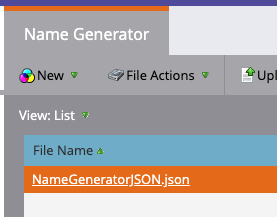 Name Generator
New File Actions
View: List
File Name
NameGeneratorJSON.json